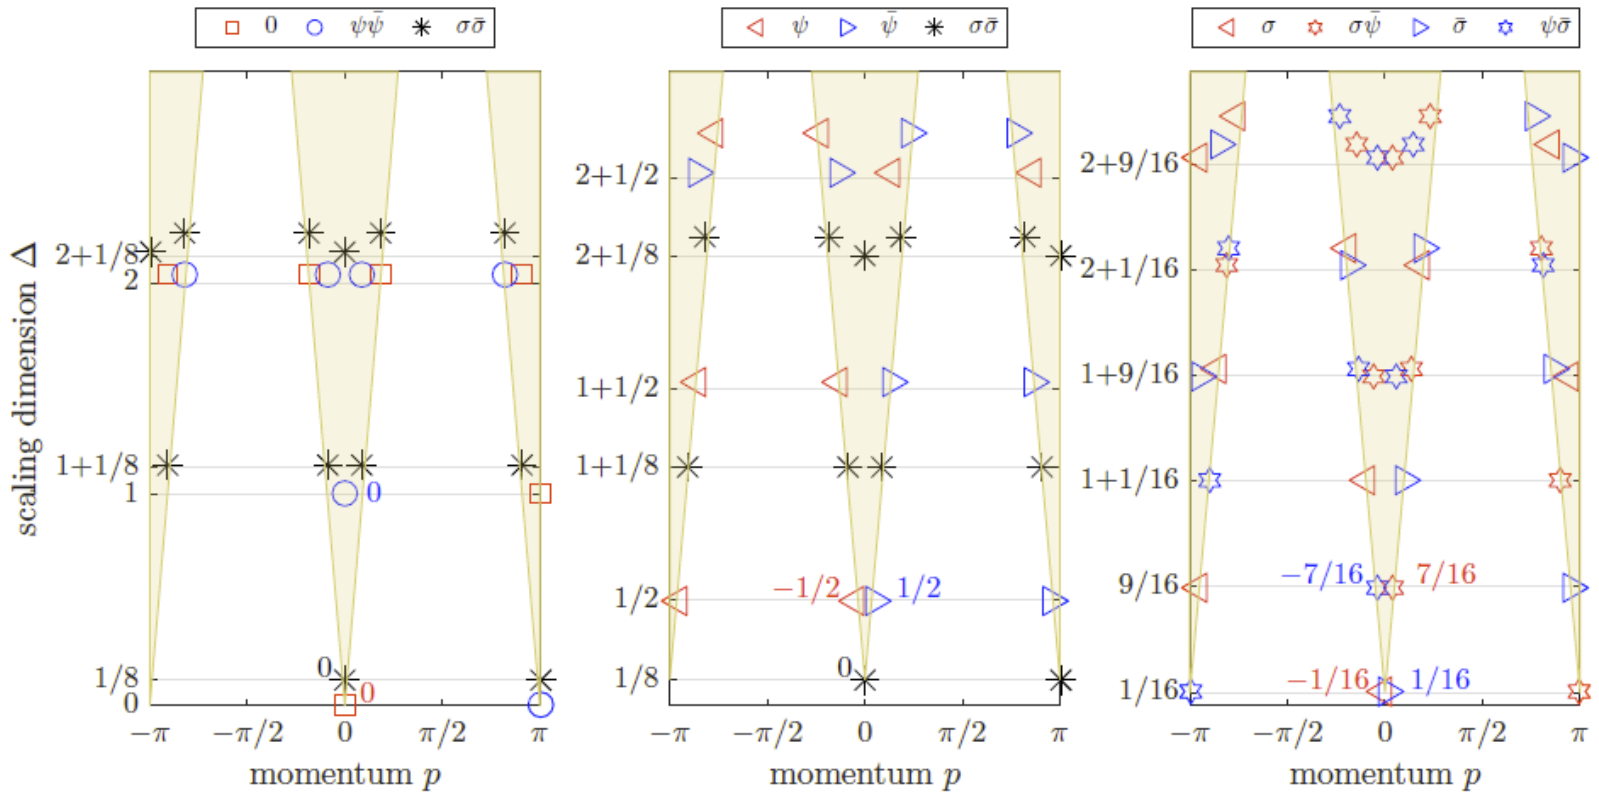 0 ψψ̄ σσ̄
ψ ψ̄ σσ̄
σ σψ̄ σ̄ ψσ̄
scaling dimension Δ
2+1/8
2
1+1/8
1
1/8
0
0
0
0
−π −π/2 0 π/2 π
momentum p
2+1/2
2+1/8
1+1/2
1+1/8
1/2
1/8
−1/2 1/2
0
−π −π/2 0 π/2 π
momentum p
2+9/16
2+1/16
1+9/16
1+1/16
9/16
1/16
−7/16 7/16
−1/16 1/16
−π −π/2 0 π/2 π
momentum p